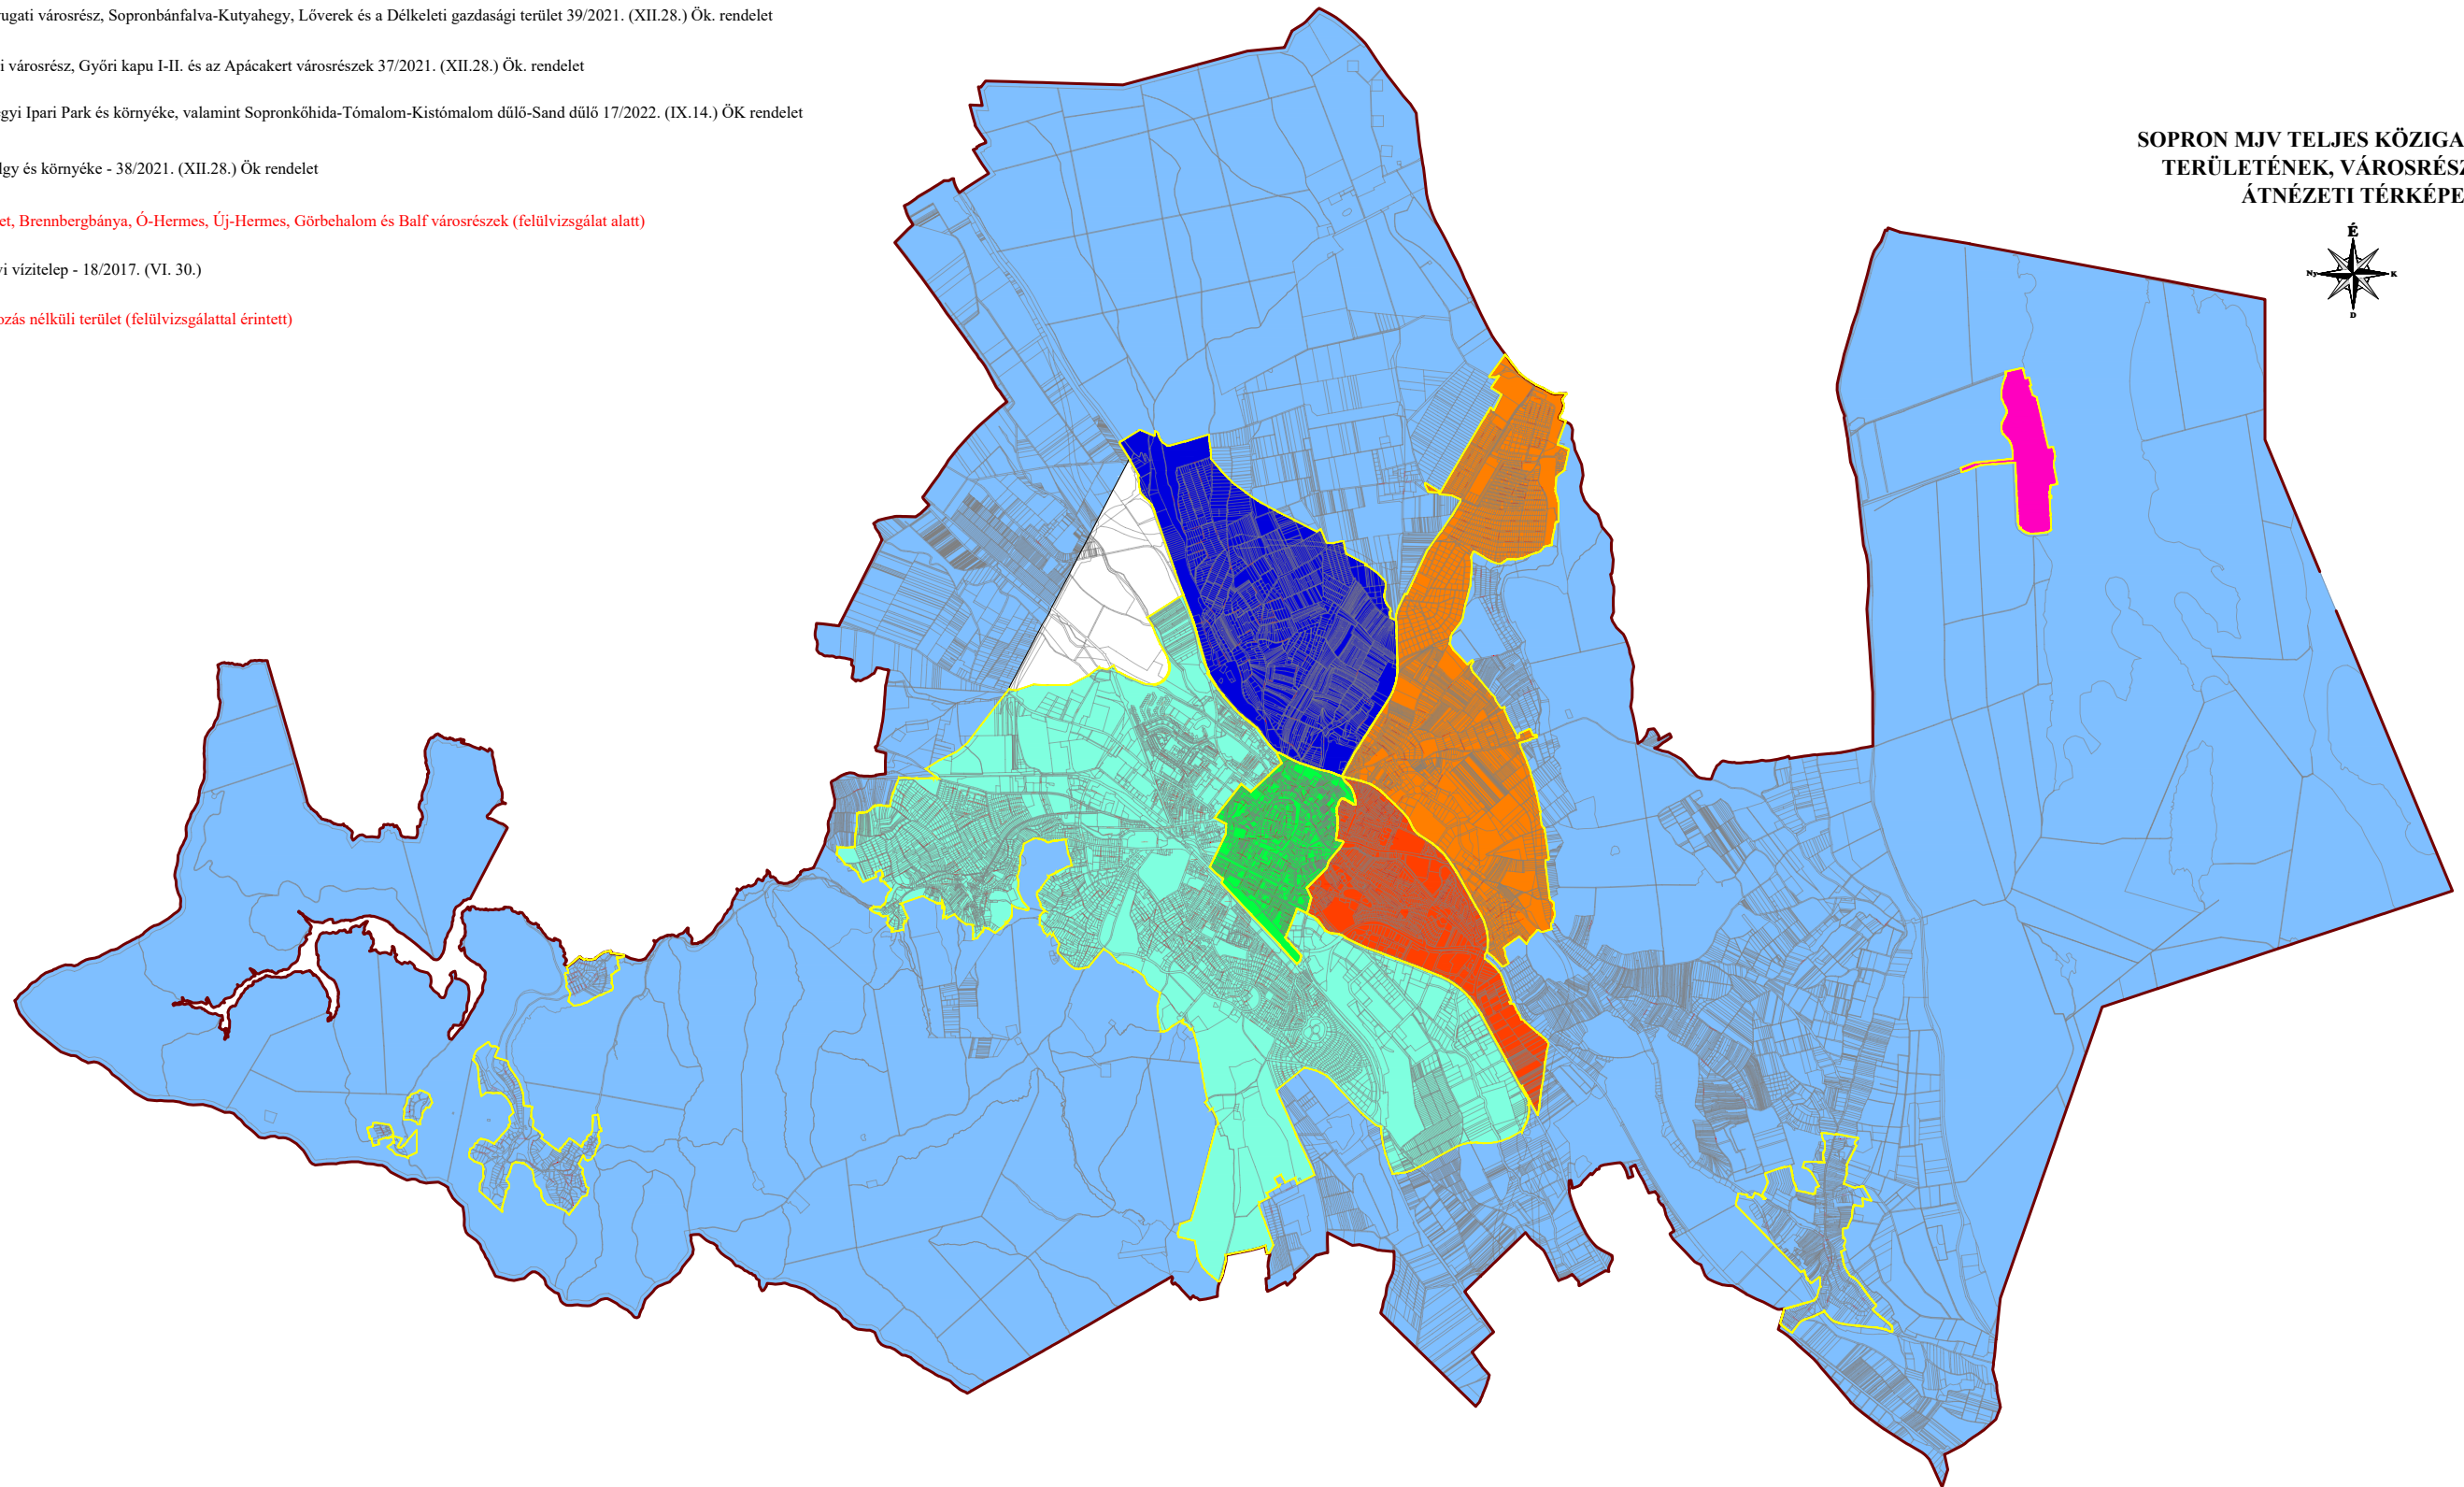 ugati városrész, Sopronbánfalva-Kutyahegy, Lőverek és a Délkeleti gazdasági terület 39/2021. (XII.28.) Ök. rendelet
i városrész, Győri kapu I-II. és az Apácakert városrészek 37/2021. (XII.28.) Ök. rendelet
gyi Ipari Park és környéke, valamint Sopronkőhida-Tómalom-Kistómalom dűlő-Sand dűlő 17/2022. (IX.14.) ÖK rendelet
lgy és környéke - 38/2021. (XII.28.) Ök rendelet
et, Brennbergbánya, Ó-Hermes, Új-Hermes, Görbehalom és Balf városrészek (felülvizsgálat alatt)
vi vízitelep - 18/2017. (VI. 30.)
ozás nélküli terület (felülvizsgálattal érintett)
SOPRON MJV TELJES KÖZIGA
TERÜLETÉNEK, VÁROSRÉSZ
ÁTNÉZETI TÉRKÉPE
É
Ny K
D